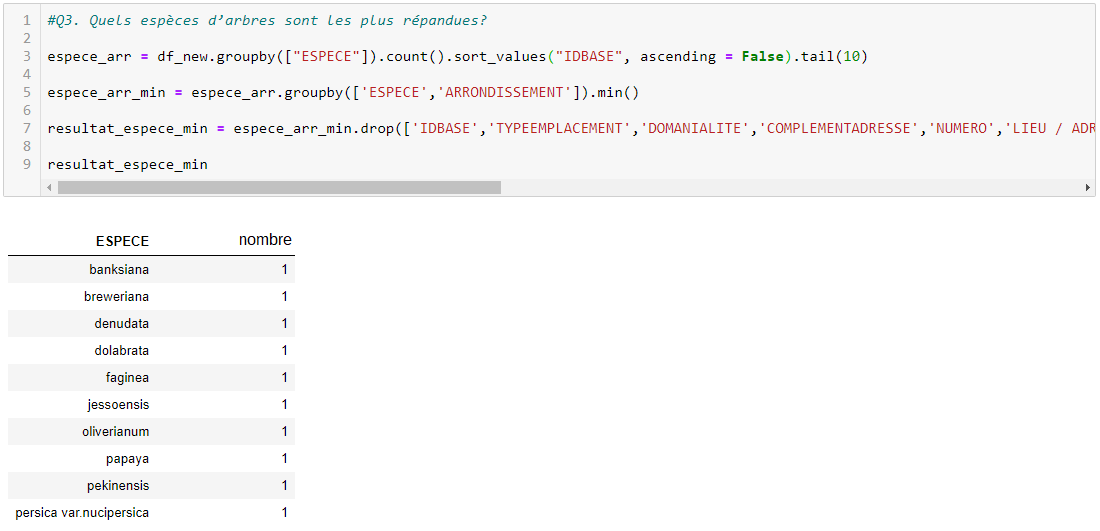 1 #Q3. Quels espèces d’arbres sont les plus répandues?
2
3 espece_arr = df_new.groupby(["ESPECE"]).count().sort_values("IDBASE", ascending = False).tail(10)
4
5 espece_arr_min = espece_arr.groupby(['ESPECE','ARRONDISSEMENT']).min()
6
7 resultat_espece_min = espece_arr_min.drop(['IDBASE','TYPEEMPLACEMENT','DOMANIALITE','COMPLEMENTADRESSE','NUMERO','LIEU / ADR
8
9 resultat_espece_min
ESPECE nombre
banksiana 1
breweriana 1
denudata 1
dolabrata 1
faginea 1
jessoensis 1
oliverianum 1
papaya 1
pekinensis 1
persica var.nucipersica 1